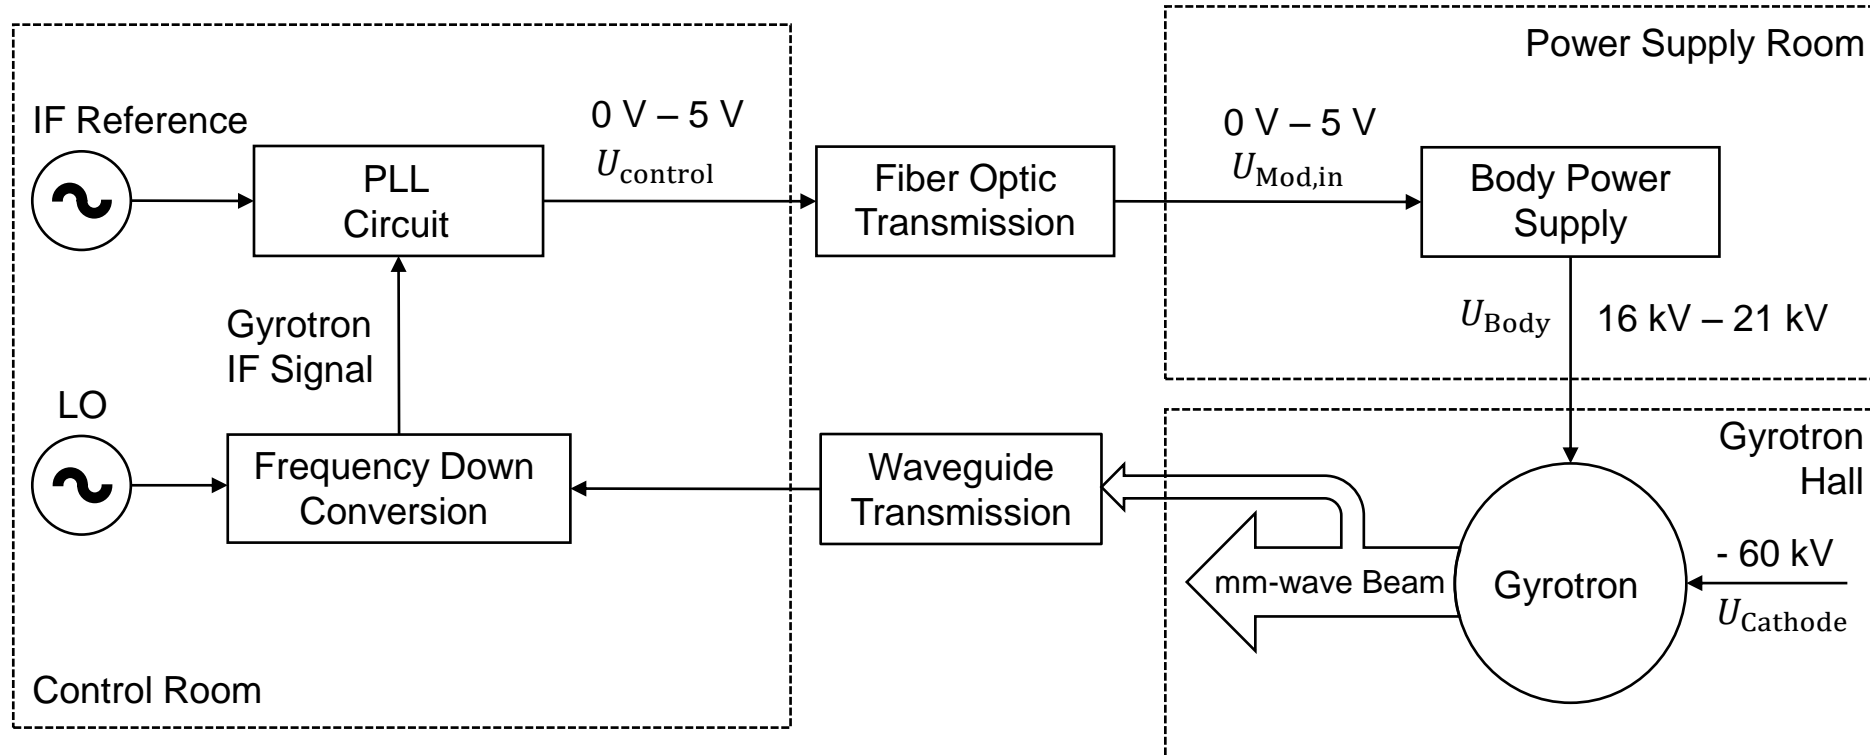 Power Supply Room
IF Reference
PLL
Circuit
0 V – 5 V
U_control
Fiber Optic
Transmission
0 V – 5 V
U_Mod,in
Body Power
Supply
U_Body
16 kV – 21 kV
Gyrotron
IF Signal
LO
Frequency Down
Conversion
Waveguide
Transmission
mm-wave Beam
Gyrotron
Gyrotron
Hall
- 60 kV
U_Cathode
Control Room